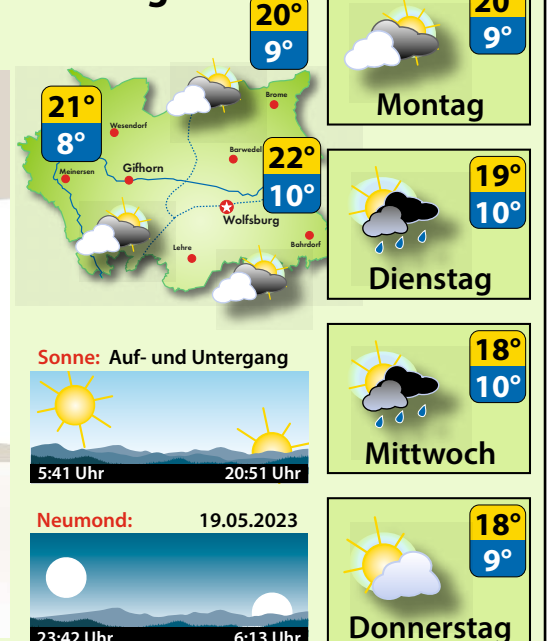 20°
9°
Brome
21°
8°
Wesendorf
Barwedel
22°
10°
Meinersen
Gifhorn
Wolfsburg
Lehre
Bahrdorf
20°
9°
Montag
19°
10°
Dienstag
Sonne: Auf- und Untergang
5:41 Uhr 20:51 Uhr
18°
10°
Mittwoch
Neumond: 19.05.2023
23:42 Uhr 6:13 Uhr
18°
9°
Donnerstag